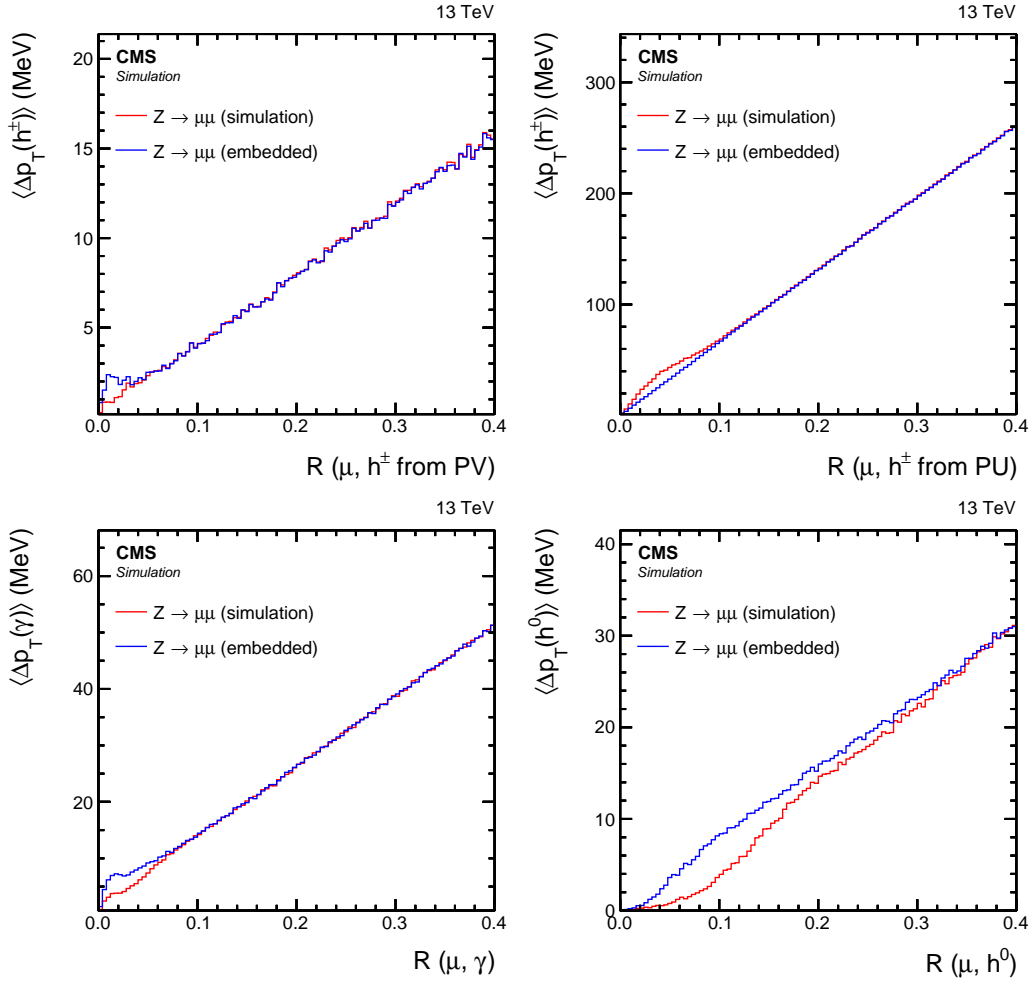 13 TeV
CMS
Simulation
Z → μμ (simulation)
Z → μμ (embedded)
⟨Δp_T(h^±)⟩ (MeV)
20
15
10
5
0.0 0.1 0.2 0.3 0.4
R (μ, h^± from PV)
13 TeV
CMS
Simulation
Z → μμ (simulation)
Z → μμ (embedded)
⟨Δp_T(h^±)⟩ (MeV)
300
200
100
0
0.0 0.1 0.2 0.3 0.4
R (μ, h^± from PU)
13 TeV
CMS
Simulation
Z → μμ (simulation)
Z → μμ (embedded)
⟨Δp_T(γ)⟩ (MeV)
60
40
20
0.0 0.1 0.2 0.3 0.4
R (μ, γ)
13 TeV
CMS
Simulation
Z → μμ (simulation)
Z → μμ (embedded)
⟨Δp_T(h^0)⟩ (MeV)
40
30
20
10
0
0.0 0.1 0.2 0.3 0.4
R (μ, h^0)